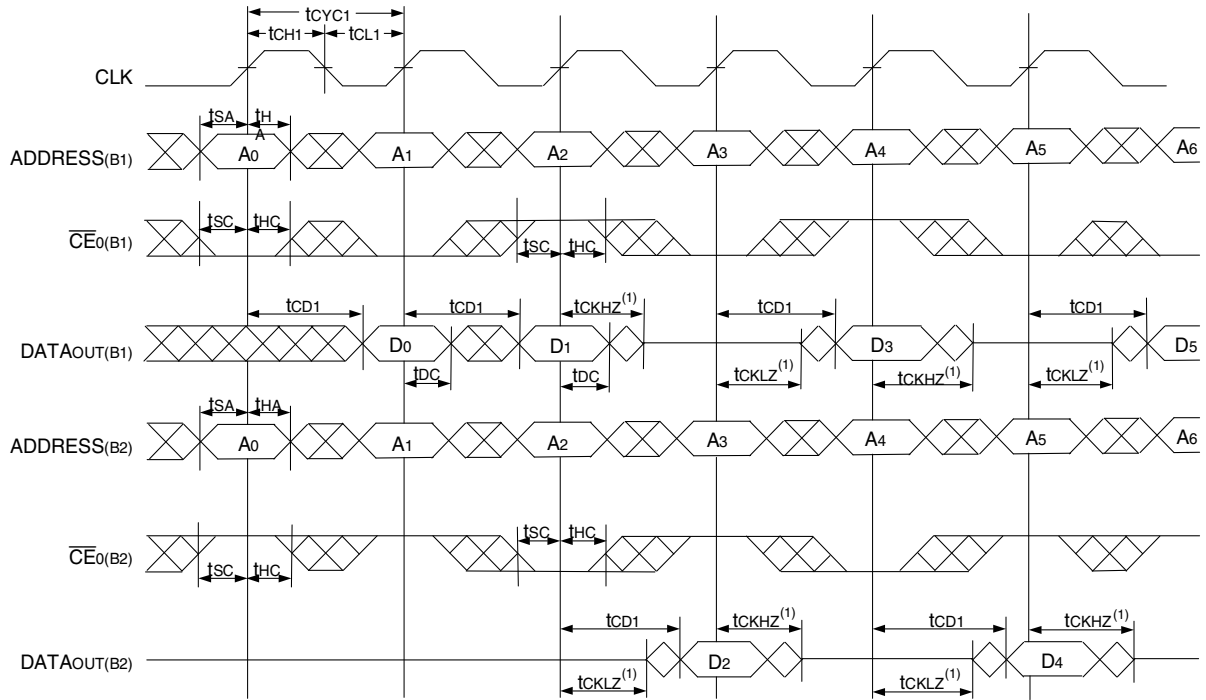 tCYC1
tCH1 tCL1
CLK
tSA tH
A
ADDRESS(B1) A0 A1 A2 A3 A4 A5 A6
tSC tHC
CE0(B1) tSC tHC
tCD1 tCD1 tCKHZ(1) tCD1 tCD1
DATAOUT(B1) D0 D1 D3 D5
tDC tDC tCKLZ(1) tCKHZ(1) tCKLZ(1)
tSA tHA
ADDRESS(B2) A0 A1 A2 A3 A4 A5 A6
tSC tHC
CE0(B2)
tSC tHC
tCD1 tCKHZ(1) tCD1 tCKHZ(1)
DATAOUT(B2) D2 D4
tCKLZ(1) tCKLZ(1)